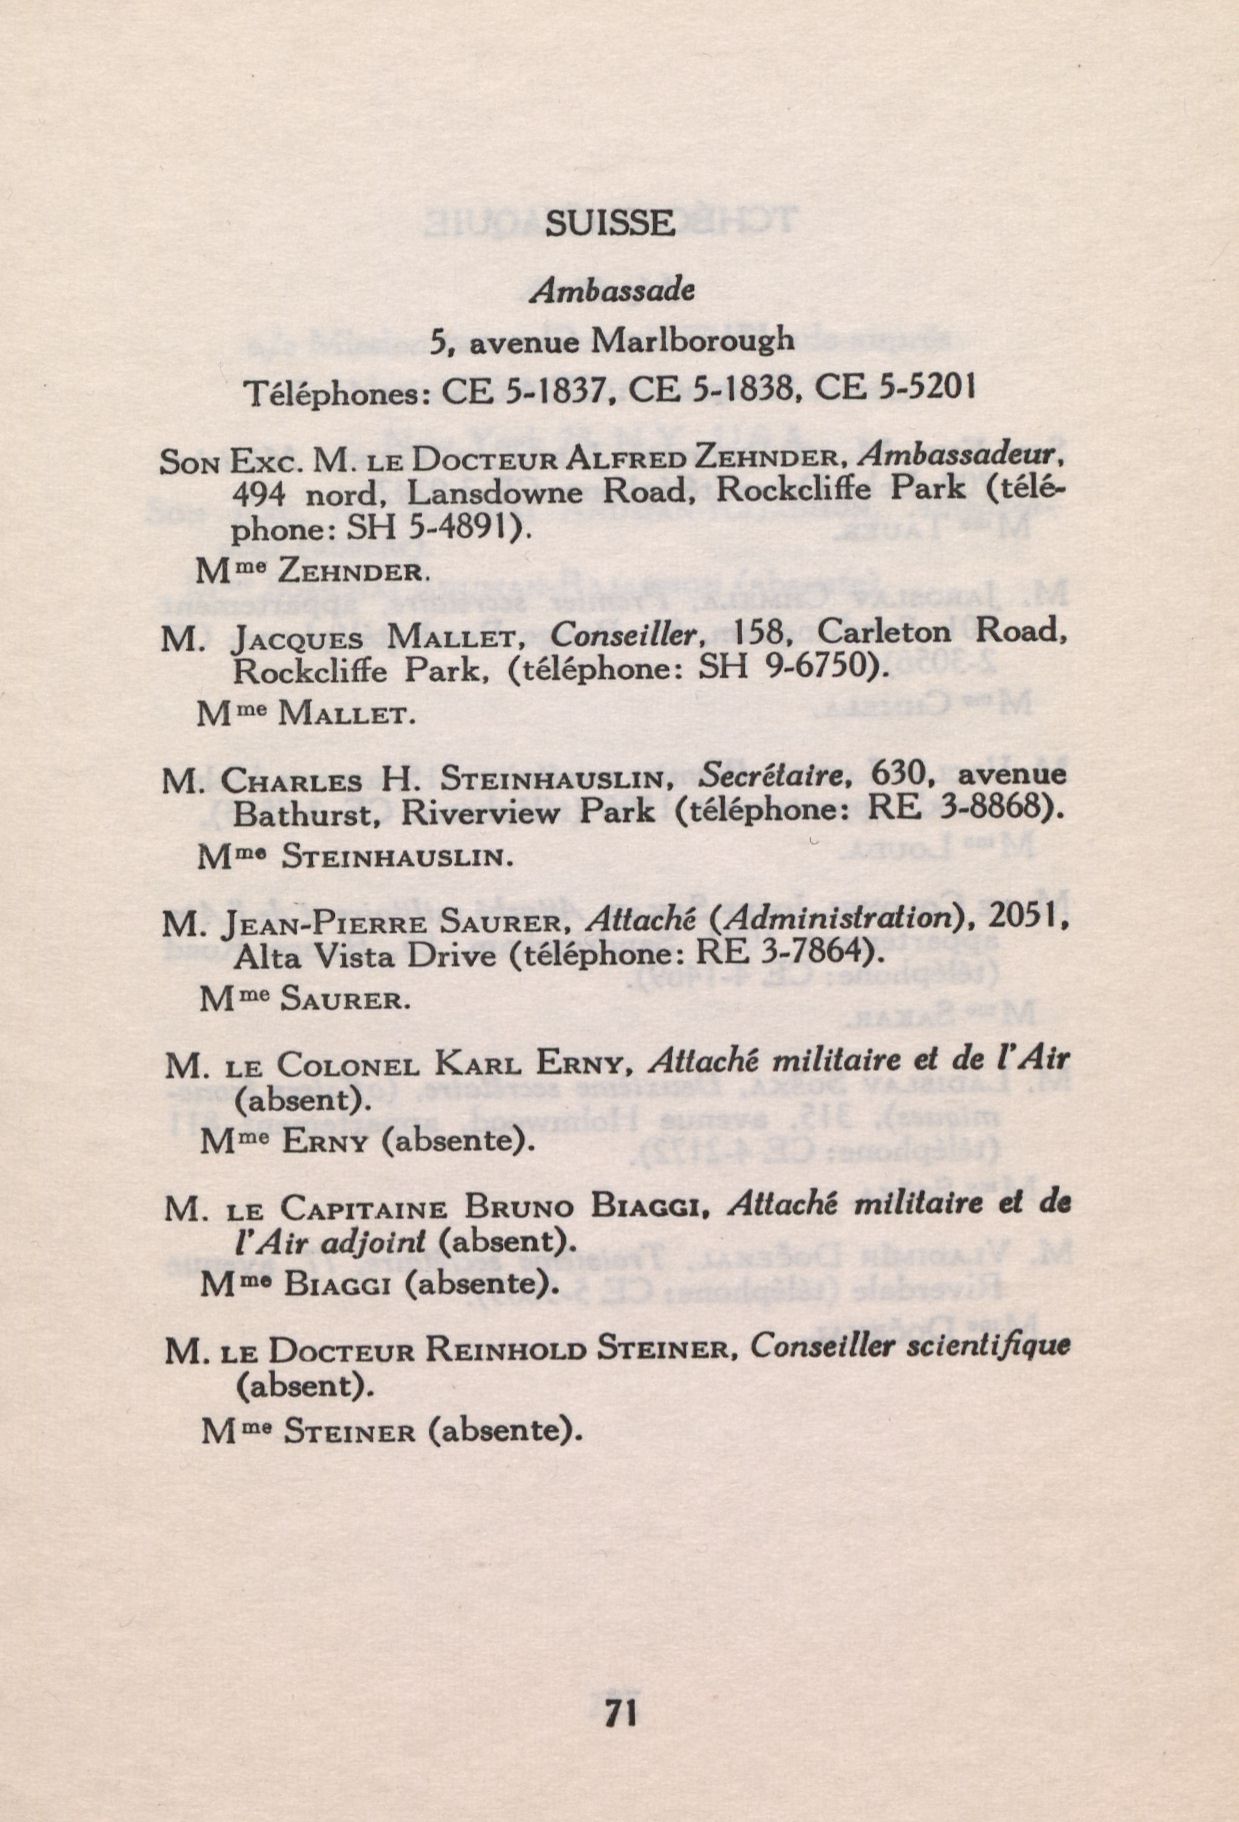 SUISSE
Ambassade
5, avenue Marlborough
Téléphones: CE 5-1837, CE 5-1838, CE 5-5201
SON EXC. M. LE DOCTEUR ALFRED ZEHNDER, Ambassadeur,
494 nord, Lansdowne Road, Rockcliffe Park (télé-
phone: SH 5-4891).
Mme ZEHNDER.
M. JACQUES MALLET, Conseiller, 158, Carleton Road,
Rockcliffe Park, (téléphone: SH 9-6750).
Mme MALLET.
M. CHARLES H. STEINHAUSLIN, Secrétaire, 630, avenue
Bathurst, Riverview Park (téléphone: RE 3-8868).
Mme STEINHAUSLIN.
M. JEAN-PIERRE SAURER, Attaché (Administration), 2051,
Alta Vista Drive (téléphone: RE 3-7864).
Mme SAURER.
M. LE COLONEL KARL ERNY, Attaché militaire et de l'Air
(absent).
Mme ERNY (absente).
M. LE CAPITAINE BRUNO BIAGGI, Attaché militaire et de
l'Air adjoint (absent).
Mme BIAGGI (absente).
M. LE DOCTEUR REINHOLD STEINER, Conseiller scientifique
(absent).
Mme STEINER (absente).
71